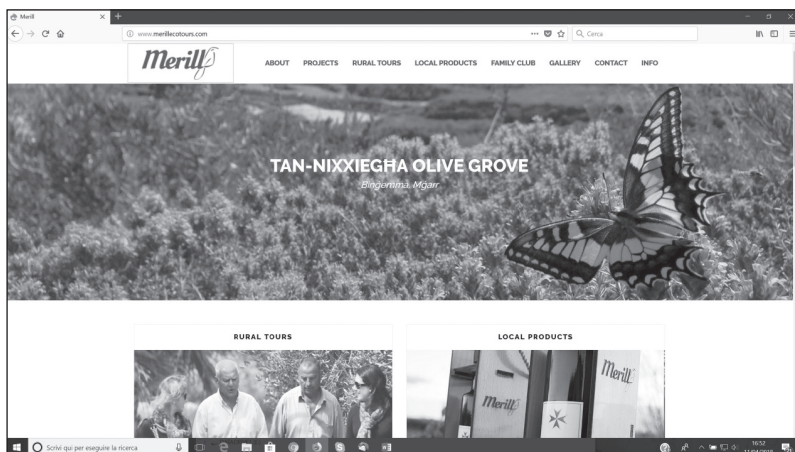 Merill
www.merillecotours.com
Cerca
Merill
ABOUT PROJECTS RURAL TOURS LOCAL PRODUCTS FAMILY CLUB GALLERY CONTACT INFO
TAN-NIXXIEGĦA OLIVE GROVE
Bingemma, Mgarr
RURAL TOURS
LOCAL PRODUCTS
Merill
Merill
Scrivi qui per eseguire la ricerca
16:52